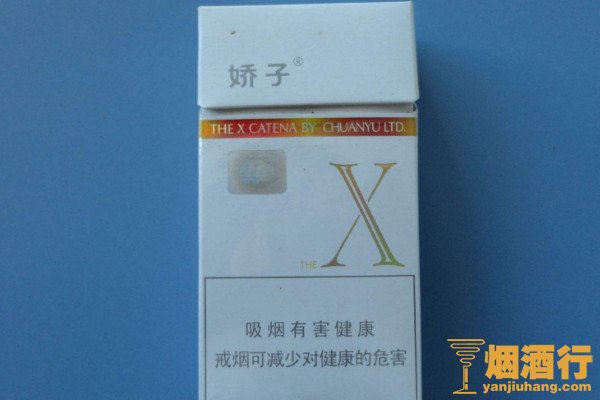 娇子®
THE X CATENA BY CHUANYU LTD.
THE X
吸烟有害健康
戒烟可减少对健康的危害
烟酒行
yanjiuhang.com